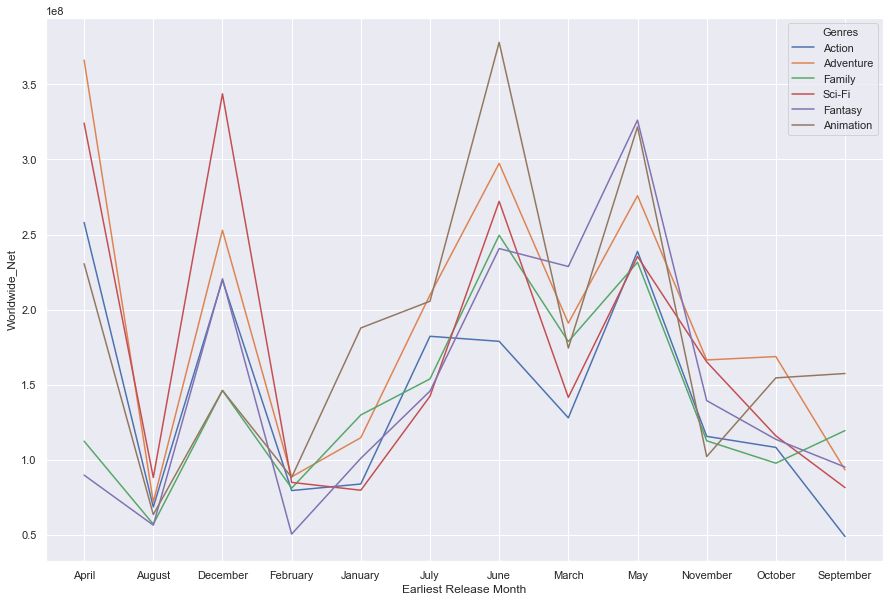 1e8
Genres
Action
Adventure
Family
Sci-Fi
Fantasy
Animation
3.5
3.0
2.5
2.0
1.5
1.0
0.5
Worldwide_Net
April August December February January July June March May November October September
Earliest Release Month